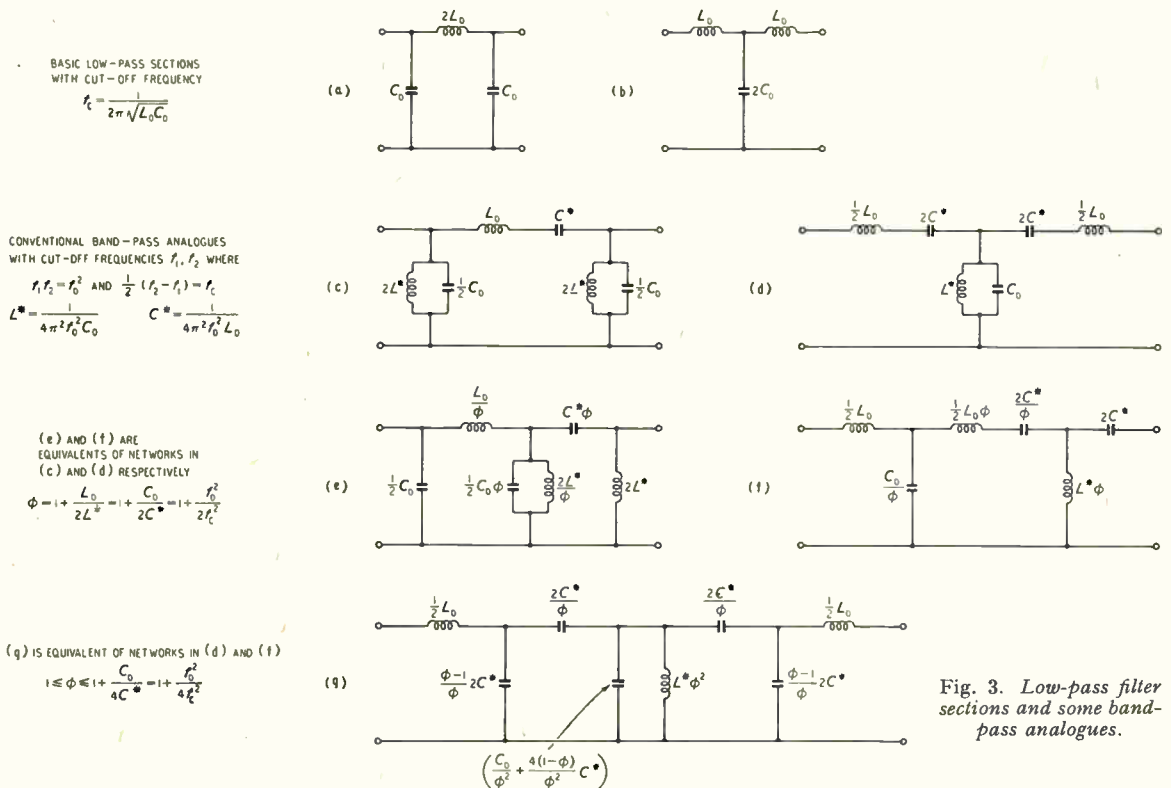 BASIC LOW-PASS SECTIONS
WITH CUT-OFF FREQUENCY
f_c = 1 / 2π√L₀C₀
(a)
2L₀
C₀
C₀
(b)
L₀
L₀
2C₀
CONVENTIONAL BAND-PASS ANALOGUES
WITH CUT-OFF FREQUENCIES f₁, f₂ WHERE
f₁f₂ = f₀² AND ½ (f₂ − f₁) = f_c
L* = 1 / 4π²f₀²C₀ C* = 1 / 4π²f₀²L₀
(c)
L₀
C*
2L*
½C₀
2L*
½C₀
(d)
½L₀
2C*
2C*
½L₀
L*
C₀
(e) AND (f) ARE
EQUIVALENTS OF NETWORKS IN
(c) AND (d) RESPECTIVELY
φ = 1 + L₀/2L* = 1 + C₀/2C* = 1 + f₀²/2f_c²
(e)
L₀/φ
C*φ
½C₀
½C₀φ
2L*/φ
2L*
(f)
½L₀
½L₀φ
2C*/φ
2C*
C₀/φ
L*φ
(g) IS EQUIVALENT OF NETWORKS IN (d) AND (f)
1 ≤ φ ≤ 1 + C₀/4C* = 1 + f₀²/4f_c²
(g)
½L₀
2C*/φ
2C*/φ
½L₀
φ−1/φ 2C*
L*φ²
φ−1/φ 2C*
(C₀/φ² + 4(1−φ)/φ² C*)
Fig. 3. Low-pass filter
sections and some band-
pass analogues.